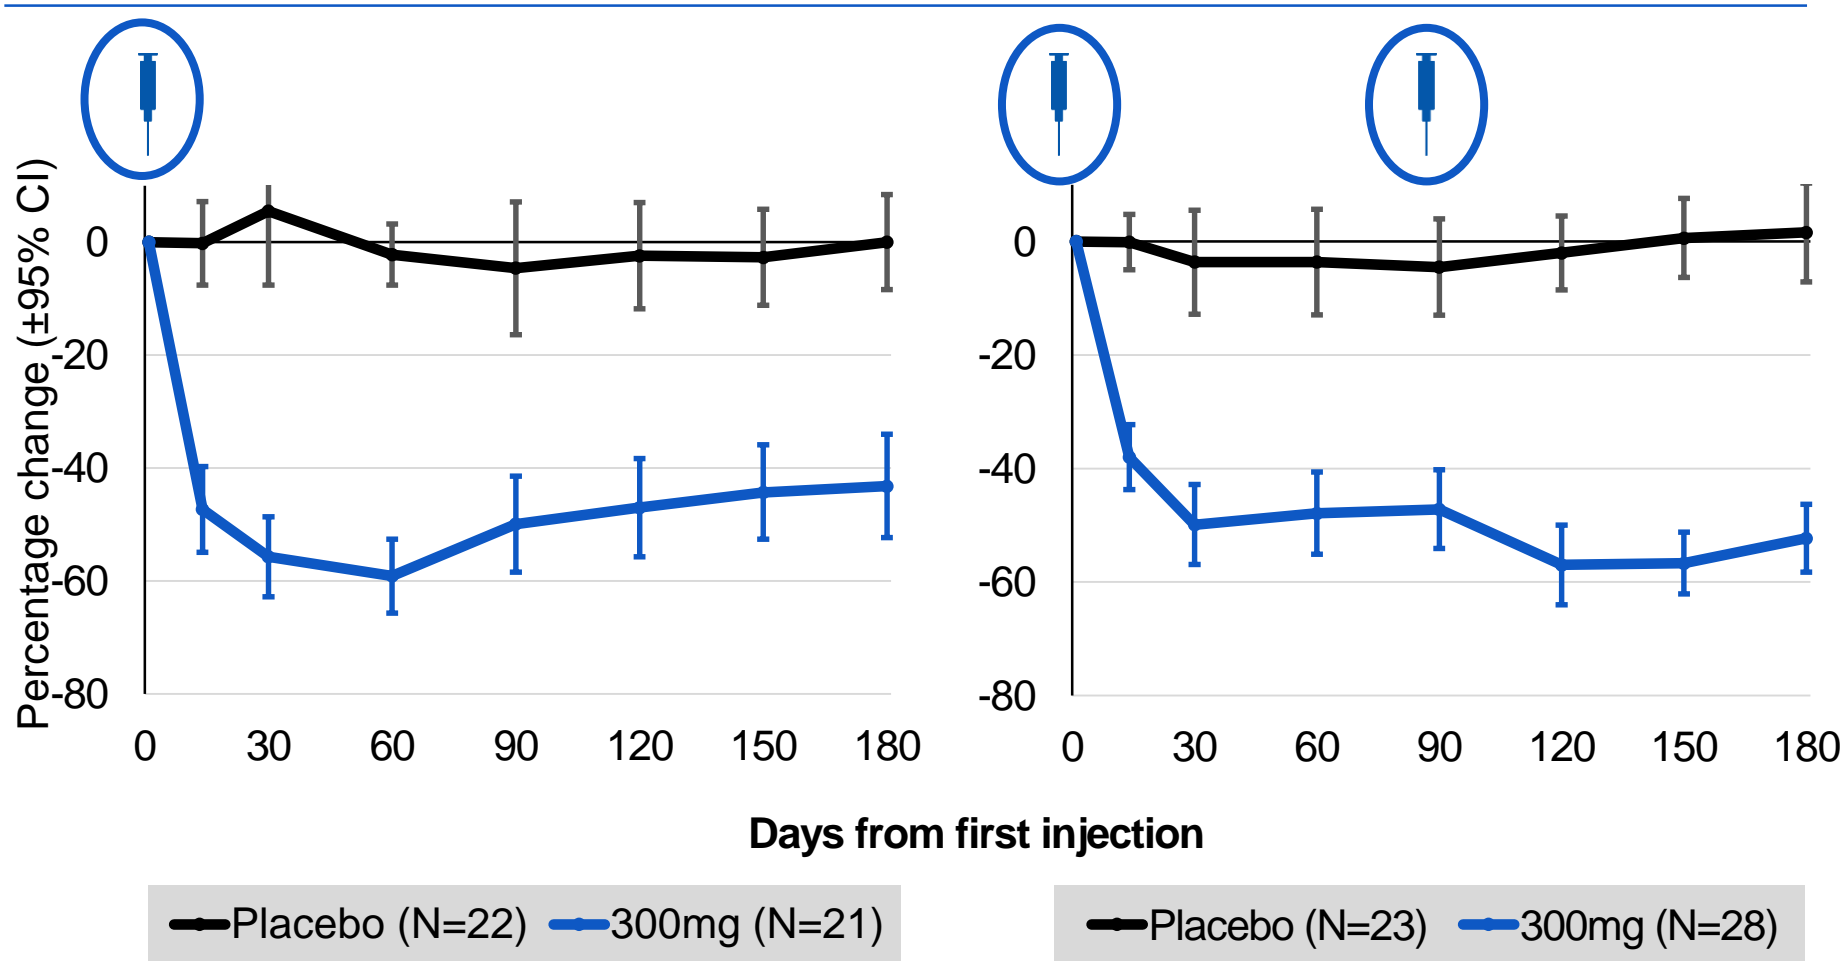 Percentage change (±95% CI)
0
-20
-40
-60
-80
0 30 60 90 120 150 180
0
-20
-40
-60
-80
0 30 60 90 120 150 180
Days from first injection
Placebo (N=22) 300mg (N=21)
Placebo (N=23) 300mg (N=28)